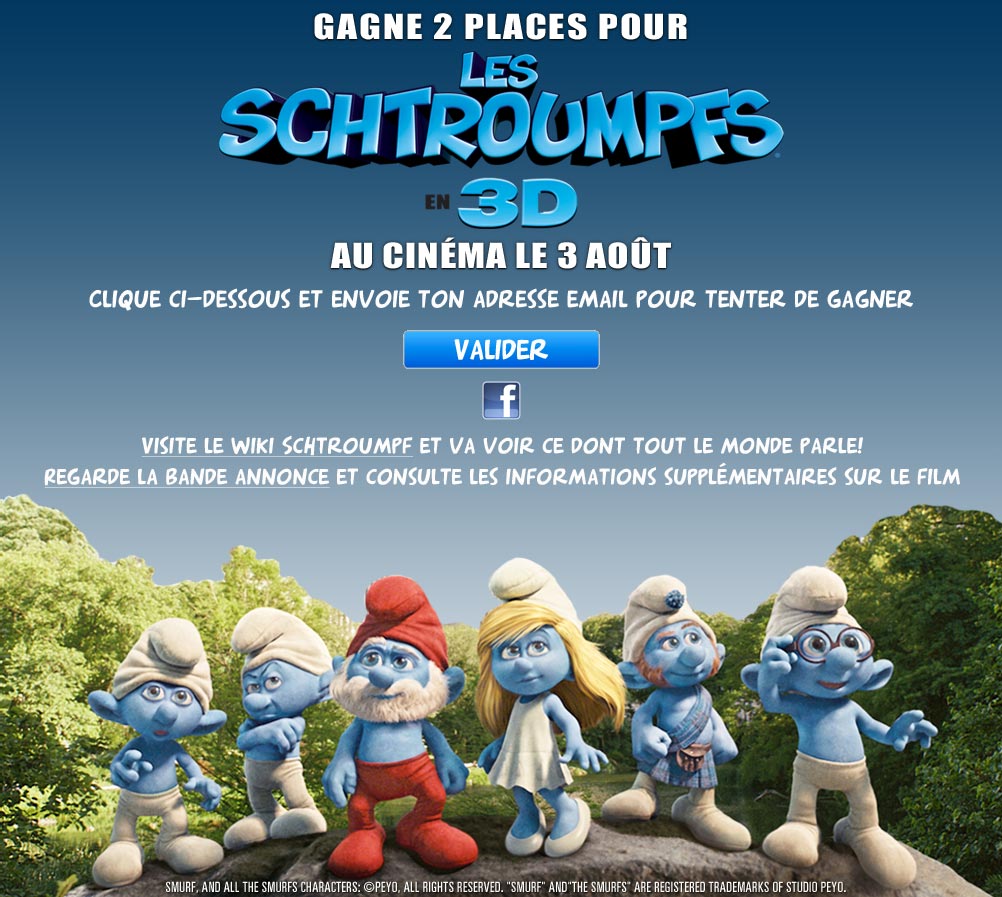 GAGNE 2 PLACES POUR
LES
SCHTROUMPFS
EN 3D
AU CINÉMA LE 3 AOÛT
CLIQUE CI-DESSOUS ET ENVOIE TON ADRESSE EMAIL POUR TENTER DE GAGNER
VALIDER
f
VISITE LE WIKI SCHTROUMPF ET VA VOIR CE DONT TOUT LE MONDE PARLE!
REGARDE LA BANDE ANNONCE ET CONSULTE LES INFORMATIONS SUPPLÉMENTAIRES SUR LE FILM
SMURF, AND ALL THE SMURFS CHARACTERS: ©PEYO, ALL RIGHTS RESERVED. "SMURF" AND"THE SMURFS" ARE REGISTERED TRADEMARKS OF STUDIO PEYO.